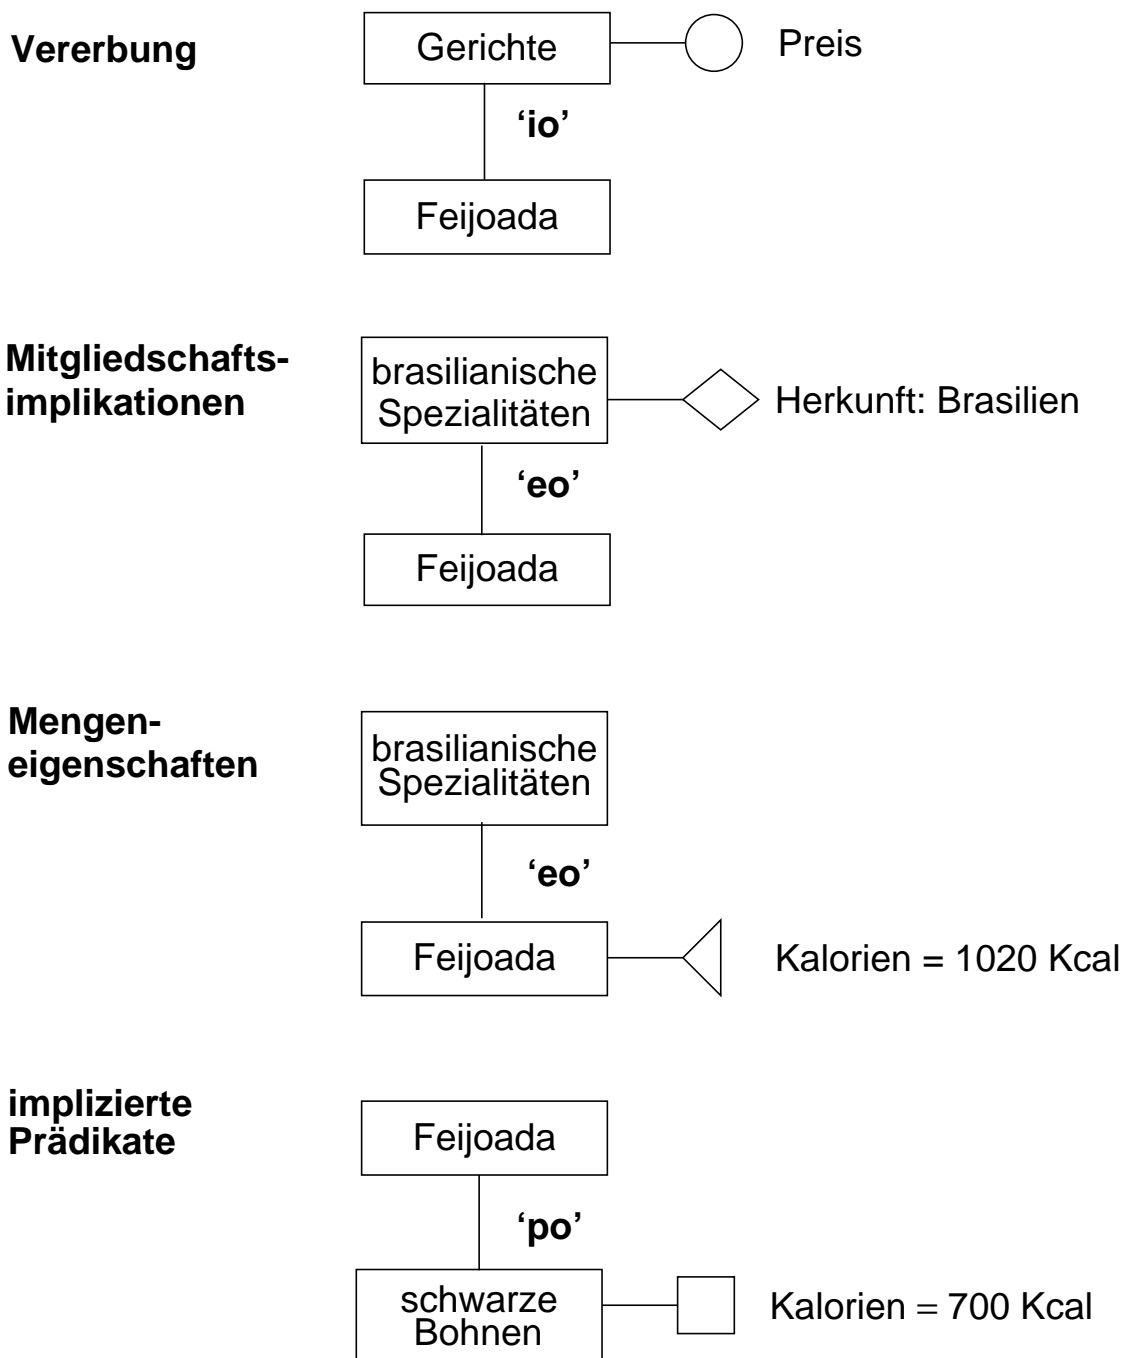 Vererbung
Gerichte
Preis
‘io’
Feijoada
Mitgliedschafts-
implikationen
brasilianische
Spezialitäten
Herkunft: Brasilien
‘eo’
Feijoada
Mengen-
eigenschaften
brasilianische
Spezialitäten
‘eo’
Feijoada
Kalorien = 1020 Kcal
implizierte
Prädikate
Feijoada
‘po’
schwarze
Bohnen
Kalorien = 700 Kcal